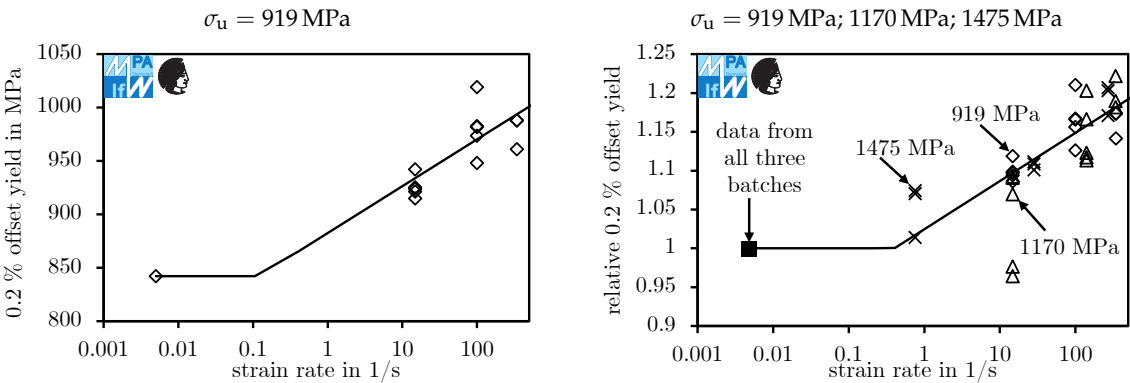 σu = 919 MPa
0.2 % offset yield in MPa
1050
1000
950
900
850
800
0.001 0.01 0.1 1 10 100
strain rate in 1/s
M PA
If W
σu = 919 MPa; 1170 MPa; 1475 MPa
relative 0.2 % offset yield
1.25
1.2
1.15
1.1
1.05
1
0.95
0.9
M PA
If W
data from
all three
batches
1475 MPa
919 MPa
1170 MPa
0.001 0.01 0.1 1 10 100
strain rate in 1/s